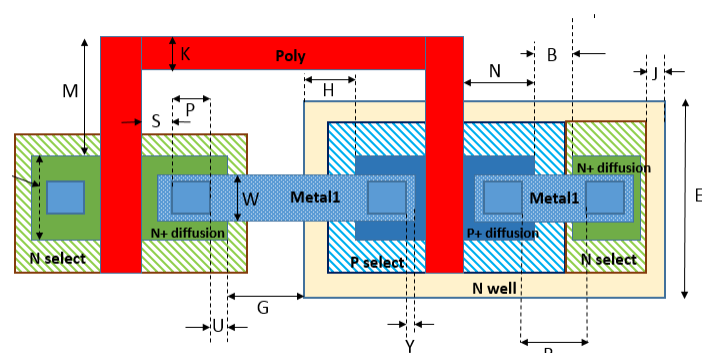 K
Poly
B
N
M
H
J
P
S
N+ diffusion
W
Metal1
Metal1
E
N+ diffusion
P+ diffusion
N select
P select
N select
N well
G
U
Y